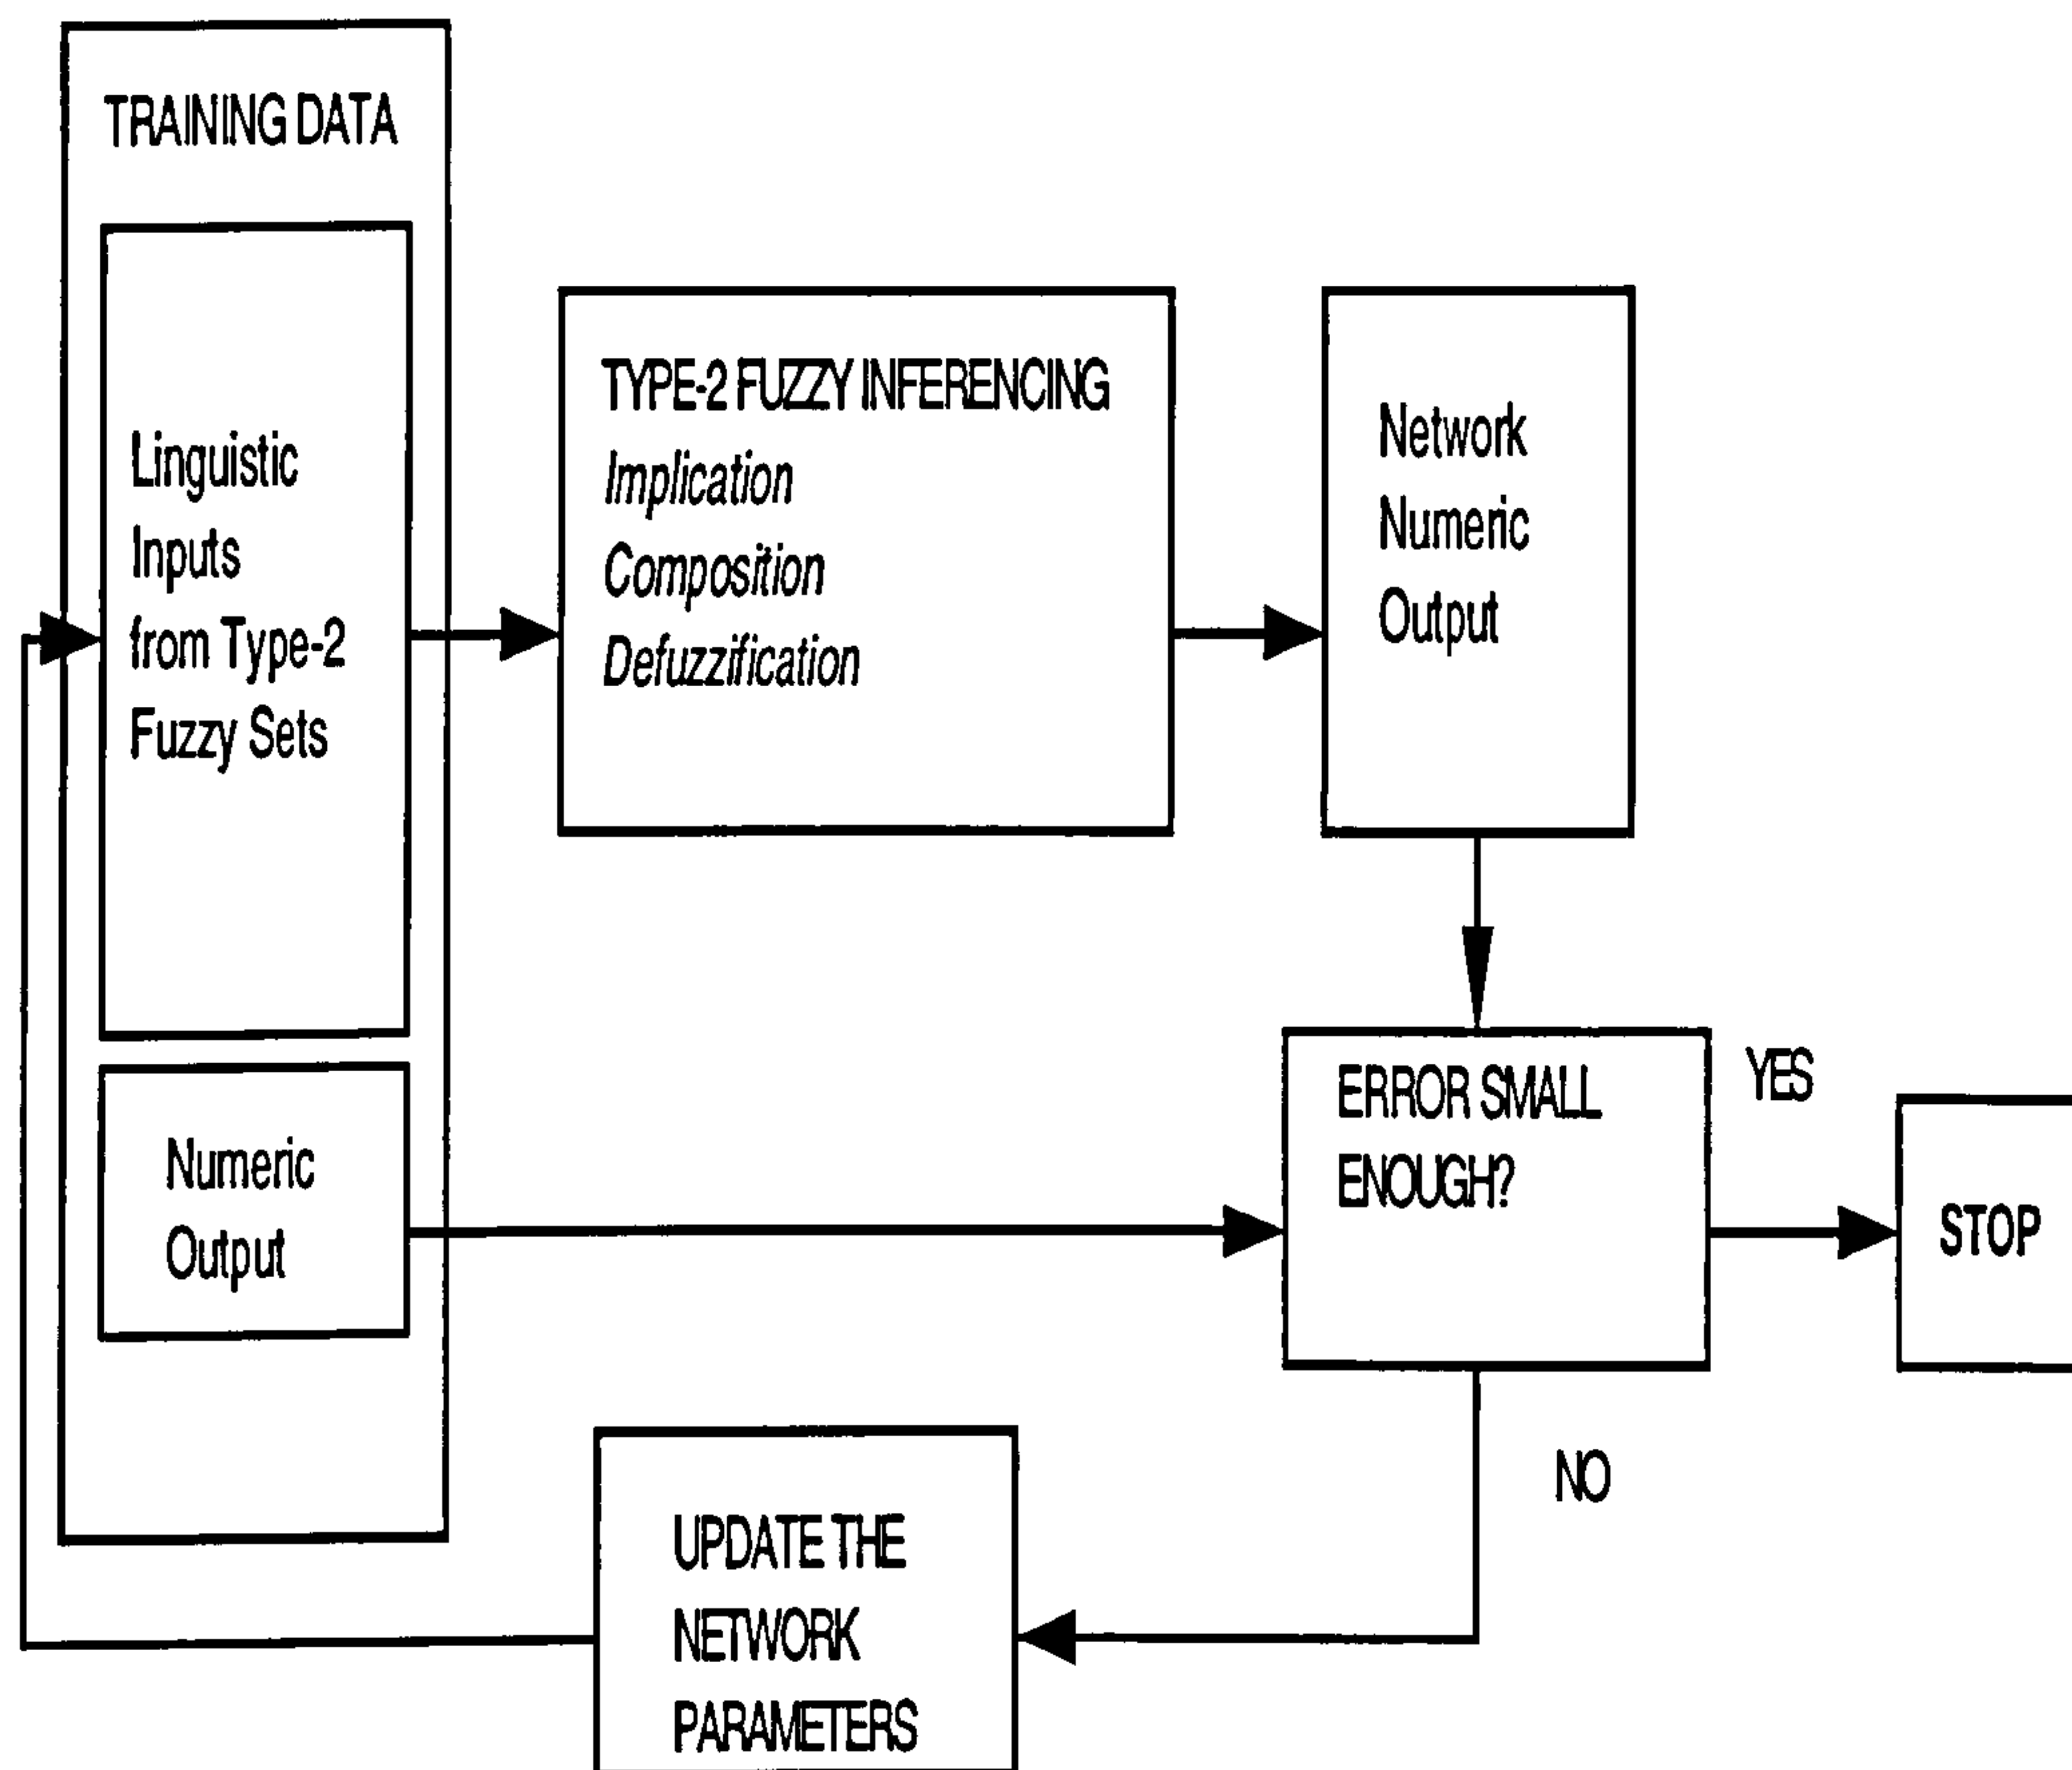 TRAINING DATA
Linguistic
Inputs
from Type-2
Fuzzy Sets
TYPE-2 FUZZY INFERENCING
Implication
Composition
Defuzzification
Network
Numeric
Output
Numeric
Output
ERROR SMALL
ENOUGH?
YES
STOP
NO
UPDATE THE
NETWORK
PARAMETERS